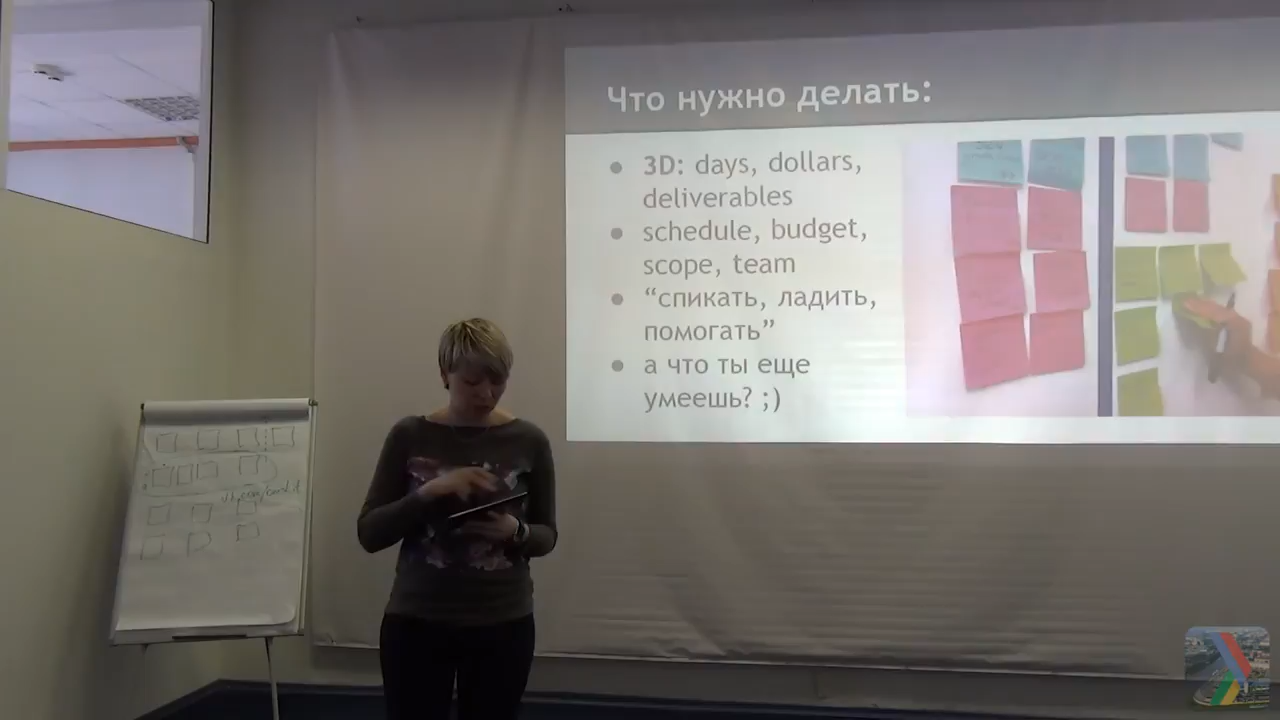 Что нужно делать:
3D: days, dollars,
deliverables
schedule, budget,
scope, team
“спикать, ладить,
помогать”
а что ты еще
умеешь? ;)